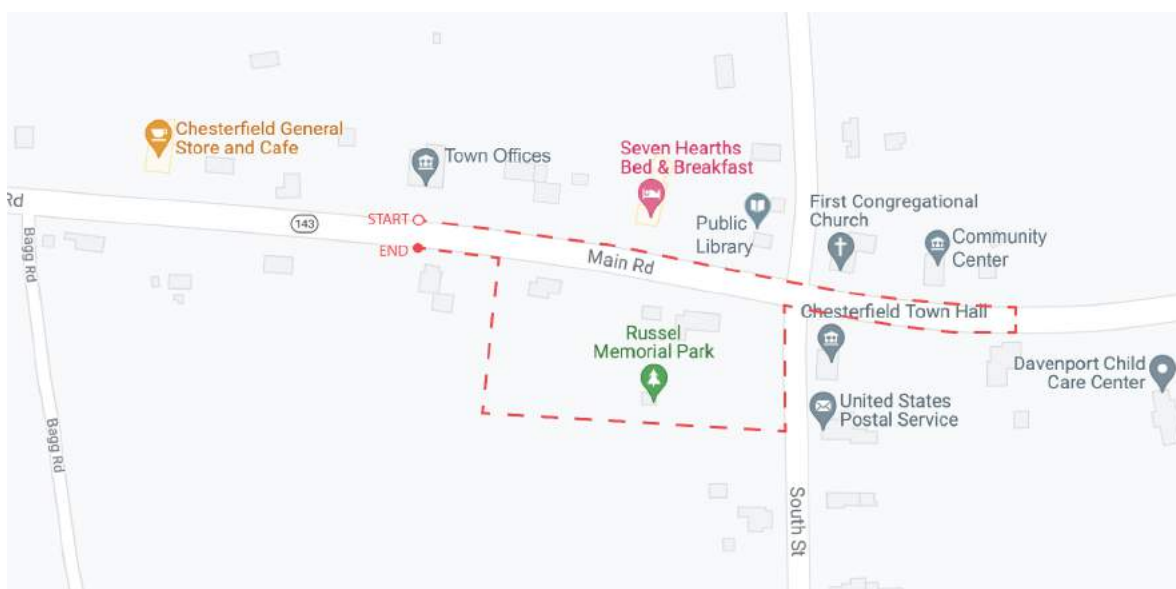 Chesterfield General
Store and Cafe
Town Offices
Seven Hearths
Bed & Breakfast
Public
Library
First Congregational
Church
Community
Center
Rd
143
START
END
Main Rd
Bagg Rd
Chesterfield Town Hall
Russel
Memorial Park
Davenport Child
Care Center
United States
Postal Service
Bagg Rd
South St